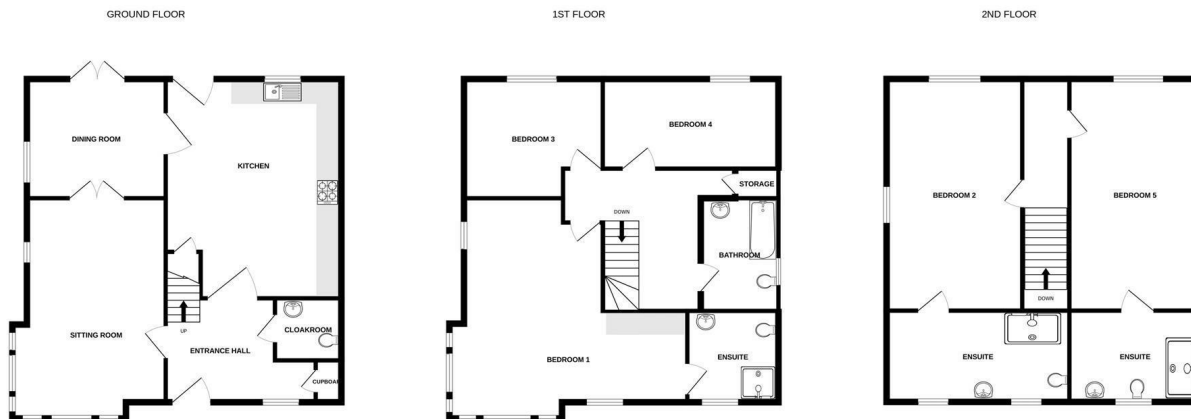 GROUND FLOOR
1ST FLOOR
2ND FLOOR
DINING ROOM
KITCHEN
SITTING ROOM
UP
ENTRANCE HALL
CLOAKROOM
CUPBOAR
BEDROOM 3
BEDROOM 4
STORAGE
DOWN
BATHROOM
BEDROOM 1
ENSUITE
BEDROOM 2
BEDROOM 5
DOWN
ENSUITE
ENSUITE